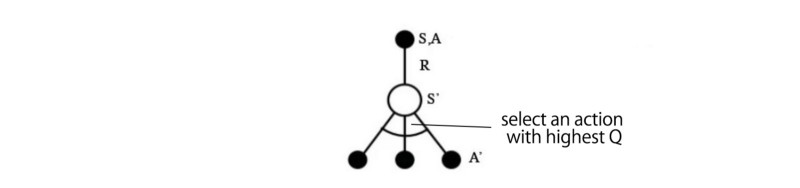 S,A
R
S'
select an action
with highest Q
A'